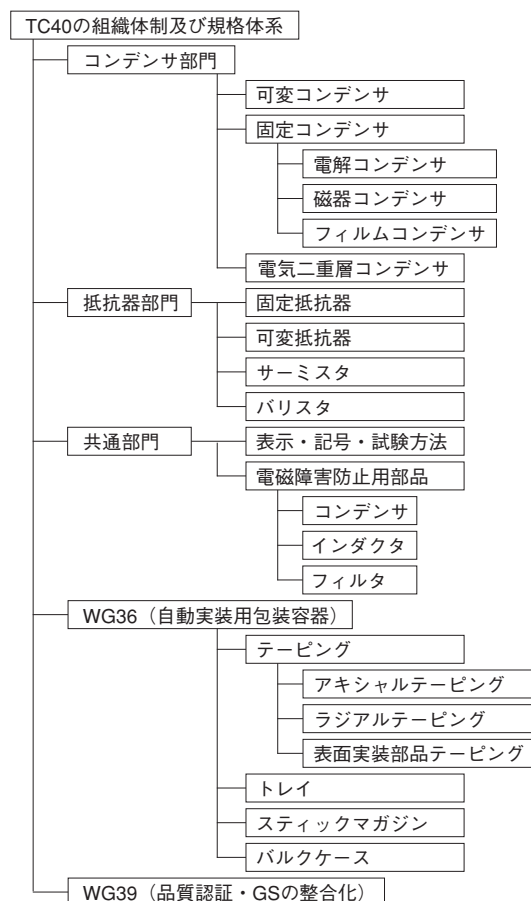 TC40の組織体制及び規格体系
コンデンサ部門
可変コンデンサ
固定コンデンサ
電解コンデンサ
磁器コンデンサ
フィルムコンデンサ
電気二重層コンデンサ
抵抗器部門
固定抵抗器
可変抵抗器
サーミスタ
バリスタ
共通部門
表示・記号・試験方法
電磁障害防止用部品
コンデンサ
インダクタ
フィルタ
WG36（自動実装用包装容器）
テーピング
アキシャルテーピング
ラジアルテーピング
表面実装部品テーピング
トレイ
スティックマガジン
バルクケース
WG39（品質認証・GSの整合化）